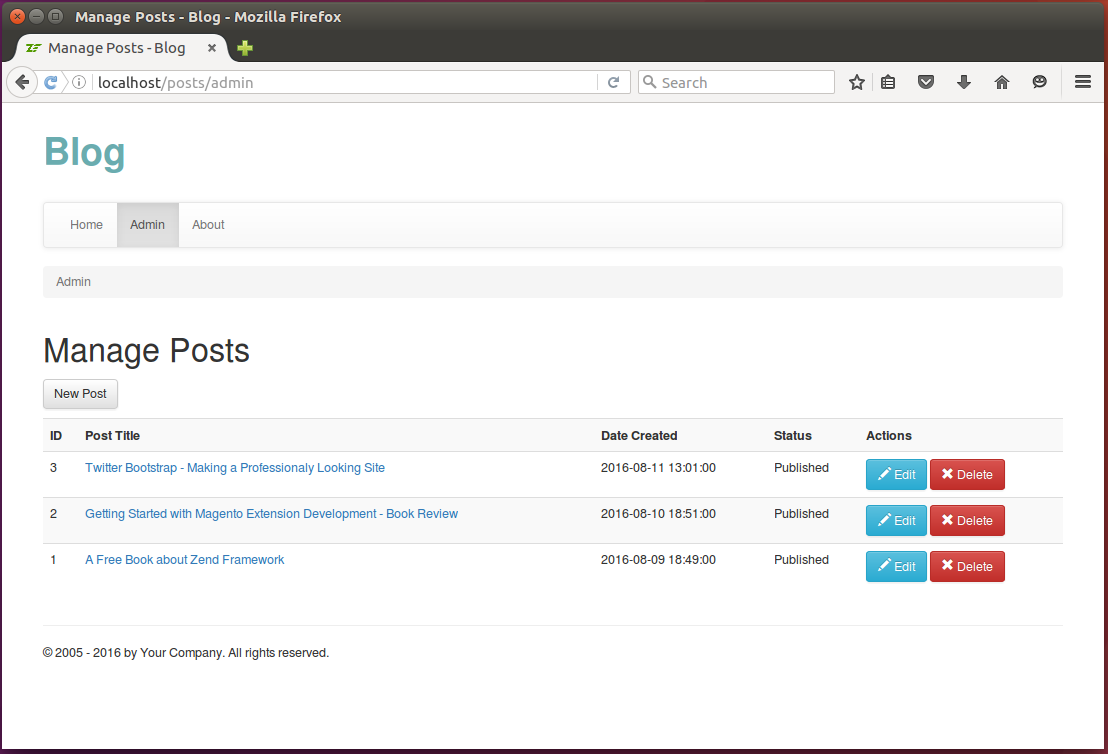 Manage Posts - Blog - Mozilla Firefox
Manage Posts - Blog
localhost/posts/admin
Search
Blog
Home Admin About
Admin
Manage Posts
New Post
ID Post Title Date Created Status Actions
3 Twitter Bootstrap - Making a Professionaly Looking Site 2016-08-11 13:01:00 Published Edit Delete
2 Getting Started with Magento Extension Development - Book Review 2016-08-10 18:51:00 Published Edit Delete
1 A Free Book about Zend Framework 2016-08-09 18:49:00 Published Edit Delete
© 2005 - 2016 by Your Company. All rights reserved.